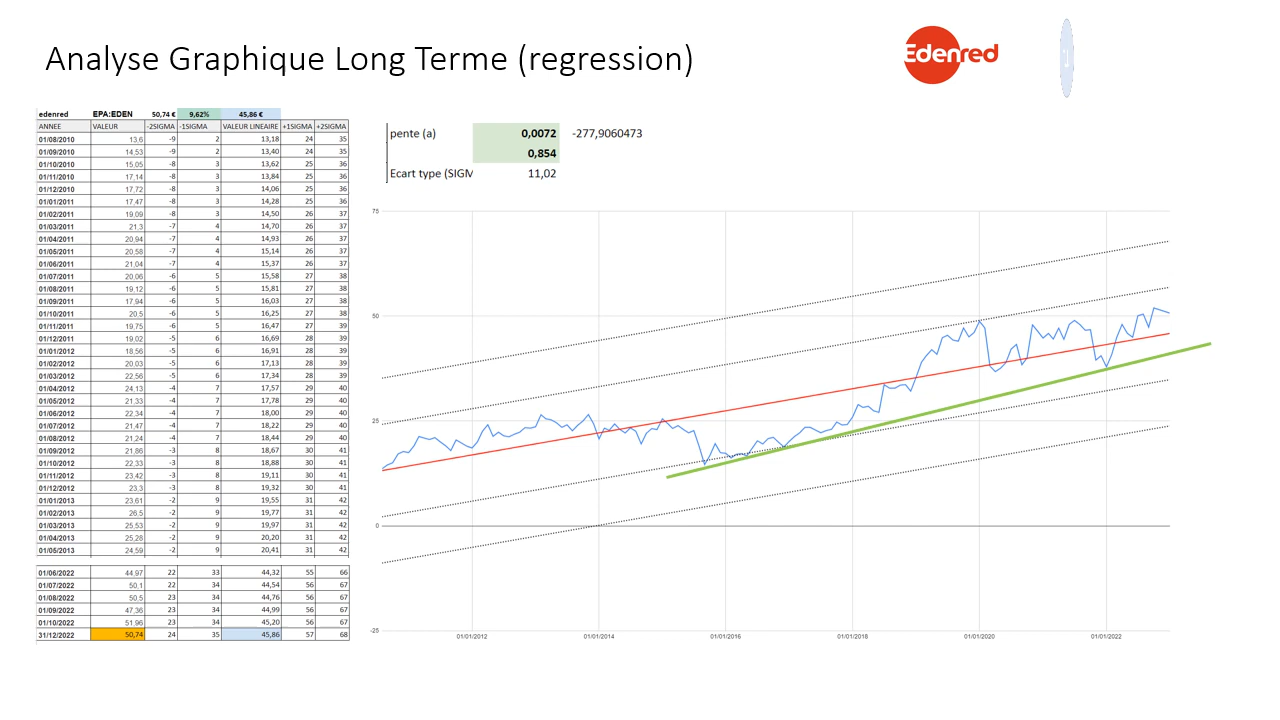 Analyse Graphique Long Terme (regression)
Edenred
edenred EPA:EDEN 50,74 € 9,62% 45,86 €
ANNEE VALEUR -2SIGMA -1SIGMA VALEUR LINEAIRE +1SIGMA +2SIGMA
01/08/2010 13,6 -9 2 13,18 24 35
01/09/2010 14,53 -9 2 13,40 24 35
01/10/2010 15,05 -8 3 13,62 25 36
01/11/2010 17,14 -8 3 13,84 25 36
01/12/2010 17,72 -8 3 14,06 25 36
01/01/2011 17,47 -8 3 14,28 25 36
01/02/2011 19,09 -8 3 14,50 26 37
01/03/2011 21,3 -7 4 14,70 26 37
01/04/2011 20,94 -7 4 14,93 26 37
01/05/2011 20,58 -7 4 15,14 26 37
01/06/2011 21,04 -7 4 15,37 26 37
01/07/2011 20,06 -6 5 15,58 27 38
01/08/2011 19,12 -6 5 15,81 27 38
01/09/2011 17,94 -6 5 16,03 27 38
01/10/2011 20,5 -6 5 16,25 27 38
01/11/2011 19,75 -6 5 16,47 27 39
01/12/2011 19,02 -5 6 16,69 28 39
01/01/2012 18,56 -5 6 16,91 28 39
01/02/2012 20,03 -5 6 17,13 28 39
01/03/2012 22,56 -5 6 17,34 28 39
01/04/2012 24,13 -4 7 17,57 29 40
01/05/2012 21,33 -4 7 17,78 29 40
01/06/2012 22,34 -4 7 18,00 29 40
01/07/2012 21,47 -4 7 18,22 29 40
01/08/2012 21,24 -4 7 18,44 29 40
01/09/2012 21,86 -3 8 18,67 30 41
01/10/2012 22,33 -3 8 18,88 30 41
01/11/2012 23,42 -3 8 19,11 30 41
01/12/2012 23,3 -3 8 19,32 30 41
01/01/2013 23,61 -2 9 19,55 31 42
01/02/2013 26,5 -2 9 19,77 31 42
01/03/2013 25,53 -2 9 19,97 31 42
01/04/2013 25,28 -2 9 20,20 31 42
01/05/2013 24,59 -2 9 20,41 31 42
01/06/2022 44,97 22 33 44,32 55 66
01/07/2022 50,1 22 34 44,54 56 67
01/08/2022 50,5 23 34 44,76 56 67
01/09/2022 47,36 23 34 44,99 56 67
01/10/2022 51,96 23 34 45,20 56 67
31/12/2022 50,74 24 35 45,86 57 68
pente (a) 0,0072 -277,9060473
0,854
Ecart type (SIGM 11,02
75
50
25
0
-25
01/01/2012 01/01/2014 01/01/2016 01/01/2018 01/01/2020 01/01/2022